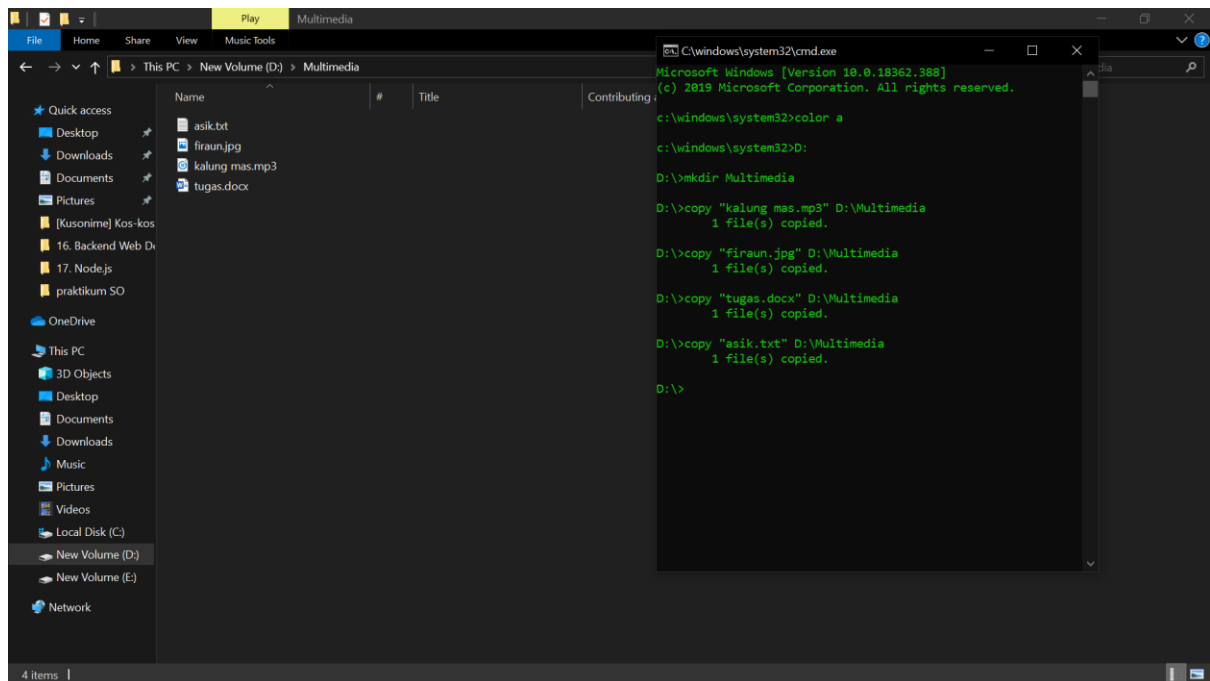 Play
Multimedia
File
Home
Share
View
Music Tools
This PC > New Volume (D:) > Multimedia
dia
Name
#
Title
Contributing
Quick access
Desktop
Downloads
Documents
Pictures
[Kusonime] Kos-kos
16. Backend Web De
17. Node.js
praktikum SO
OneDrive
This PC
3D Objects
Desktop
Documents
Downloads
Music
Pictures
Videos
Local Disk (C:)
New Volume (D:)
New Volume (E:)
Network
asik.txt
firaun.jpg
kalung mas.mp3
tugas.docx
4 items
C:\windows\system32\cmd.exe
Microsoft Windows [Version 10.0.18362.388]
(c) 2019 Microsoft Corporation. All rights reserved.
c:\windows\system32>color a
c:\windows\system32>D:
D:\>mkdir Multimedia
D:\>copy "kalung mas.mp3" D:\Multimedia
1 file(s) copied.
D:\>copy "firaun.jpg" D:\Multimedia
1 file(s) copied.
D:\>copy "tugas.docx" D:\Multimedia
1 file(s) copied.
D:\>copy "asik.txt" D:\Multimedia
1 file(s) copied.
D:\>